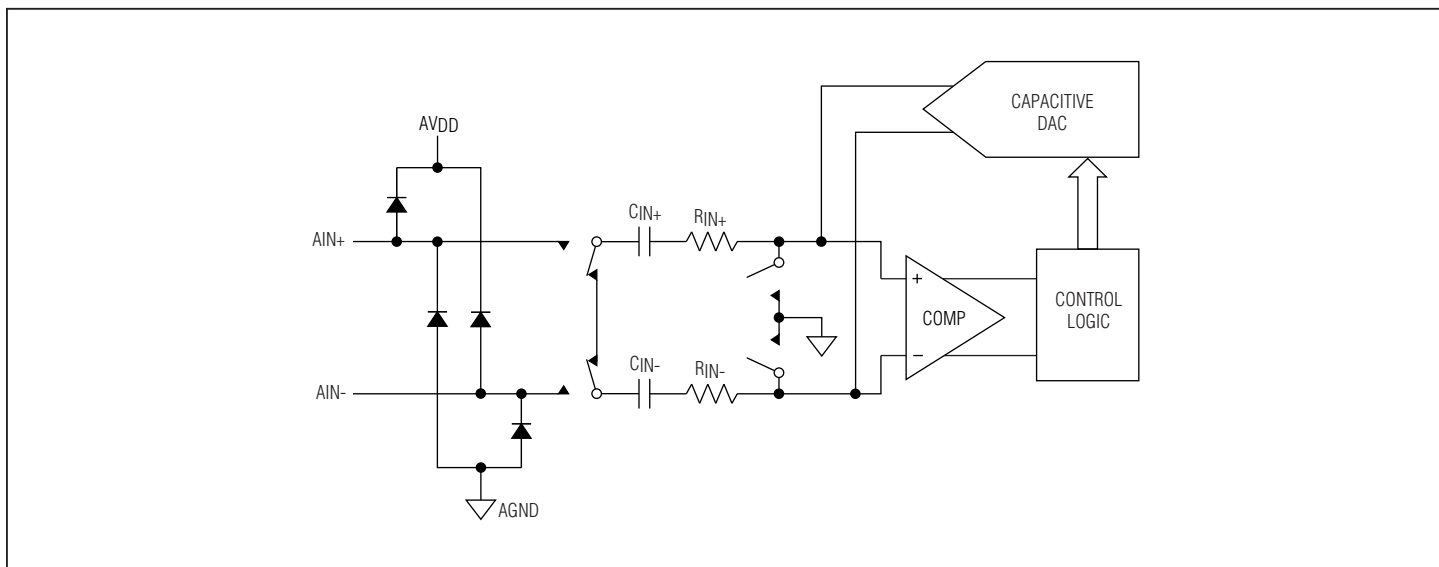 CAPACITIVE
DAC
AVDD
CIN+
RIN+
AIN+
+
COMP
−
CONTROL
LOGIC
CIN-
RIN-
AIN-
AGND